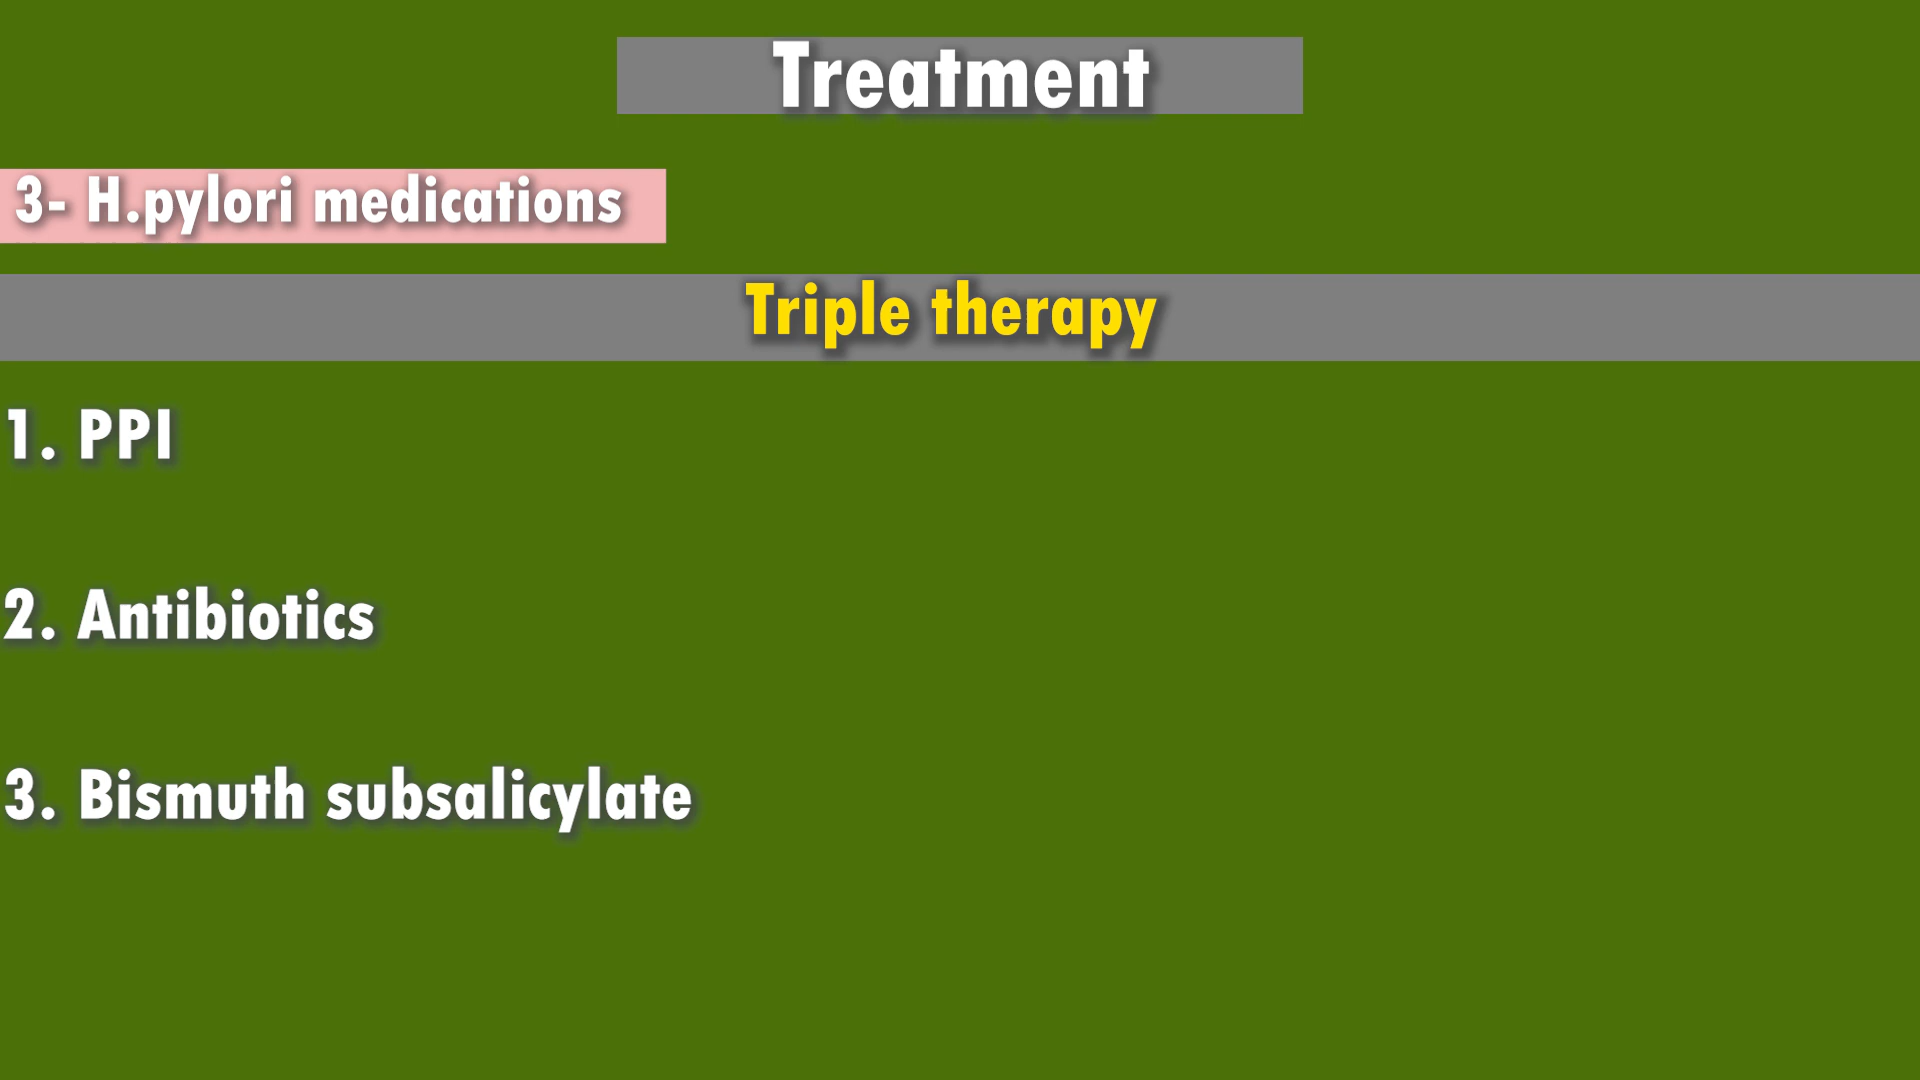 Treatment
3- H.pylori medications
Triple therapy
1. PPI
2. Antibiotics
3. Bismuth subsalicylate